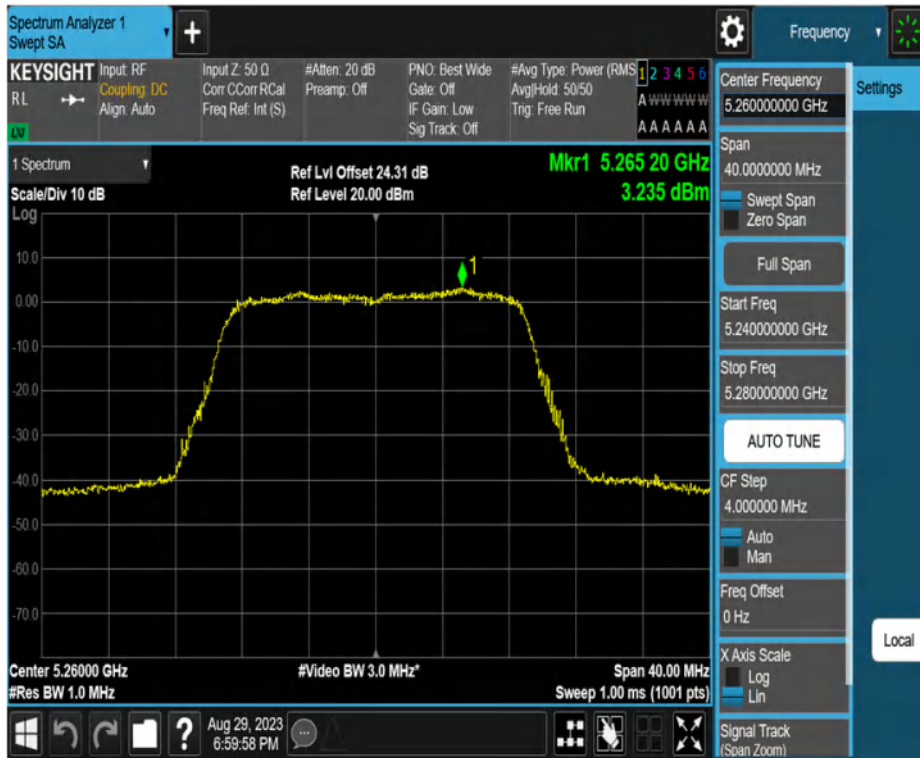 Spectrum Analyzer 1
Swept SA
+
Frequency
KEYSIGHT
RL
LXI
Input: RF
Coupling: DC
Align: Auto
Input Z: 50 Ω
Corr CCorr RCal
Freq Ref: Int (S)
#Atten: 20 dB
Preamp: Off
PNO: Best Wide
Gate: Off
IF Gain: Low
Sig Track: Off
#Avg Type: Power (RMS
Avg|Hold: 50/50
Trig: Free Run
1 2 3 4 5 6
A W W W W W
A A A A A A
1 Spectrum
Scale/Div 10 dB
Log
Ref Lvl Offset 24.31 dB
Ref Level 20.00 dBm
Mkr1 5.265 20 GHz
3.235 dBm
10.0
0.00
-10.0
-20.0
-30.0
-40.0
-50.0
-60.0
-70.0
1
Center 5.26000 GHz
#Res BW 1.0 MHz
#Video BW 3.0 MHz*
Span 40.00 MHz
Sweep 1.00 ms (1001 pts)
?
Aug 29, 2023
6:59:58 PM
Center Frequency
5.260000000 GHz
Span
40.0000000 MHz
Swept Span
Zero Span
Full Span
Start Freq
5.240000000 GHz
Stop Freq
5.280000000 GHz
AUTO TUNE
CF Step
4.000000 MHz
Auto
Man
Freq Offset
0 Hz
X Axis Scale
Log
Lin
Signal Track
(Span Zoom)
Settings
Local